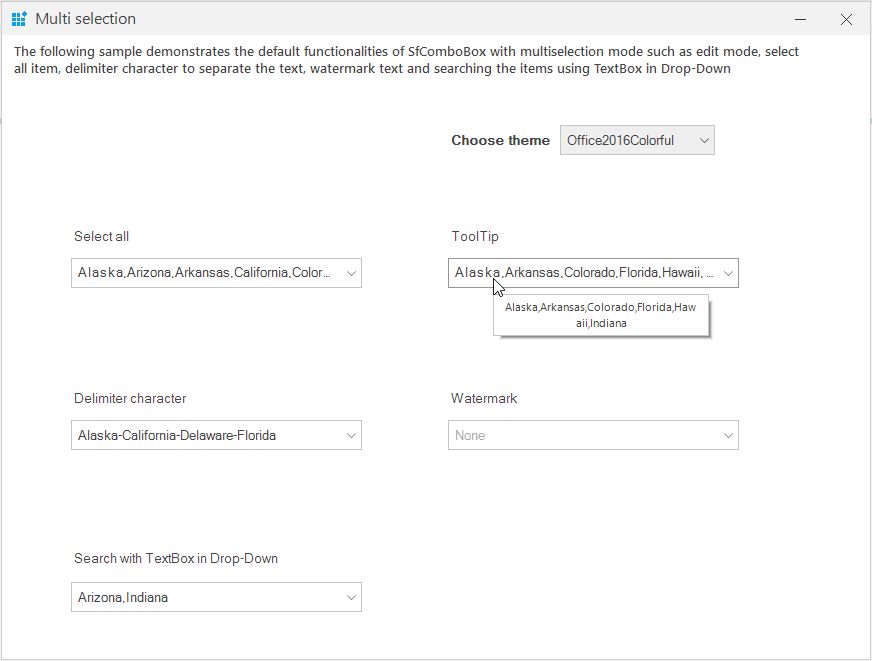 Multi selection
The following sample demonstrates the default functionalities of SfComboBox with multiselection mode such as edit mode, select
all item, delimiter character to separate the text, watermark text and searching the items using TextBox in Drop-Down
Choose theme Office2016Colorful
Select all
Alaska,Arizona,Arkansas,California,Color...
ToolTip
Alaska,Arkansas,Colorado,Florida,Hawaii, ...
Alaska,Arkansas,Colorado,Florida,Haw
aii,Indiana
Delimiter character
Alaska-California-Delaware-Florida
Watermark
None
Search with TextBox in Drop-Down
Arizona,Indiana